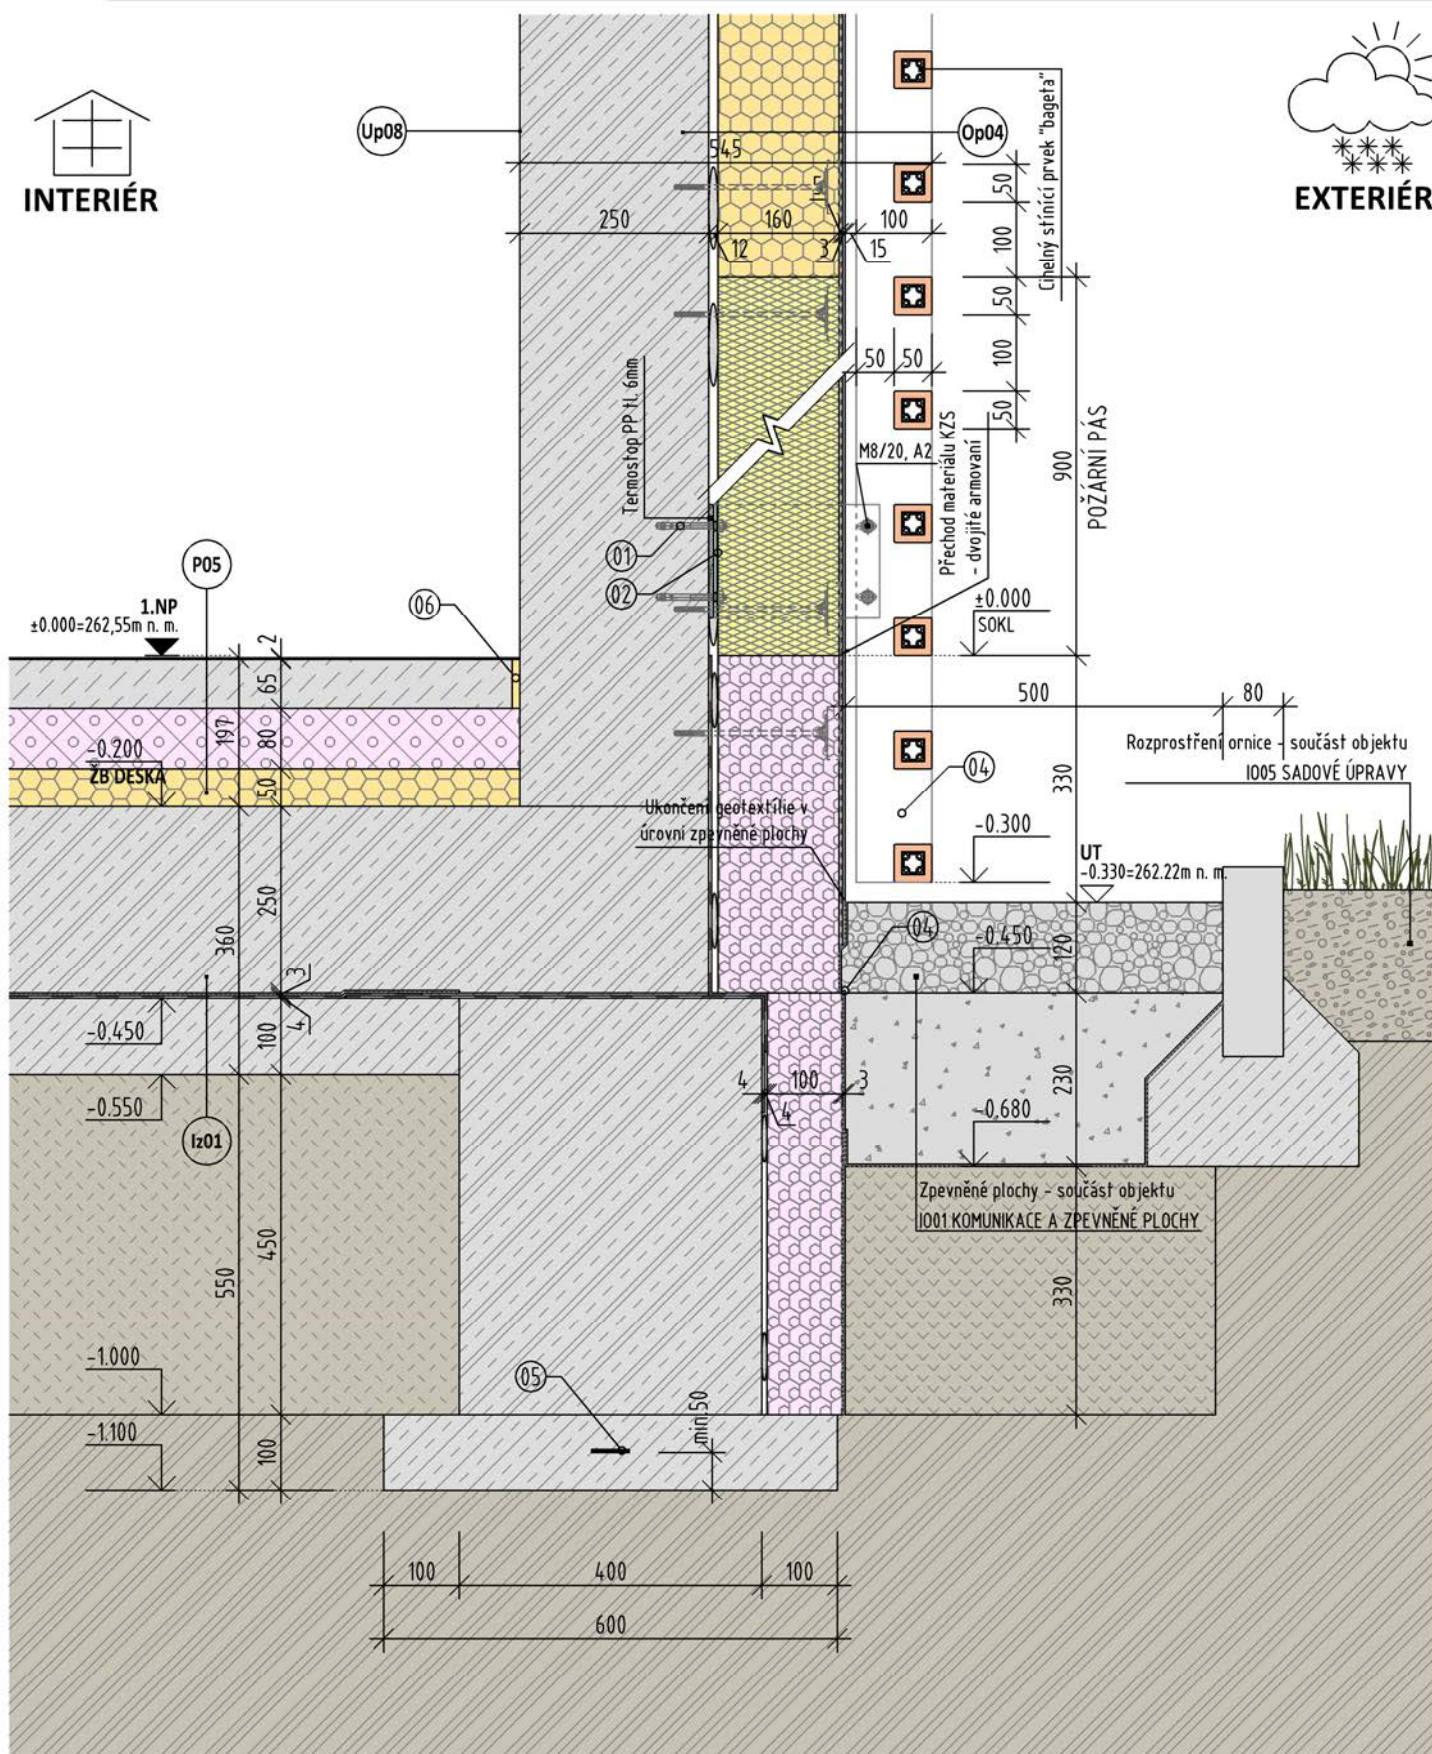 INTERIÉR
EXTERIÉR
Up08
Op04
545
250
160
100
12
3
15
5
Cihelný stínící prvek "bageta"
50
100
50
100
50
50
50
M8/20, A2
Přechod materiálu KZS
- dvojité armovaní
900
POŽÁRNÍ PÁS
Termostop PP tl. 6mm
01
02
P05
06
1.NP
±0.000=262,55m n. m.
2
65
197
80
50
-0.200
ŽB DESKA
±0.000
SOKL
500
80
Rozprostření ornice - součást objektu
IO05 SADOVÉ ÚPRAVY
330
04
Ukončení geotextílie v
úrovní zpevněné plochy
-0.300
UT
-0.330=262.22m n. m.
250
360
04
-0.450
120
3
4
-0.450
100
-0.550
4
100
3
4
230
-0.680
Iz01
Zpevněné plochy - součást objektu
IO01 KOMUNIKACE A ZPEVNĚNÉ PLOCHY
450
550
330
-1.000
05
min.50
-1.100
100
100
400
100
600